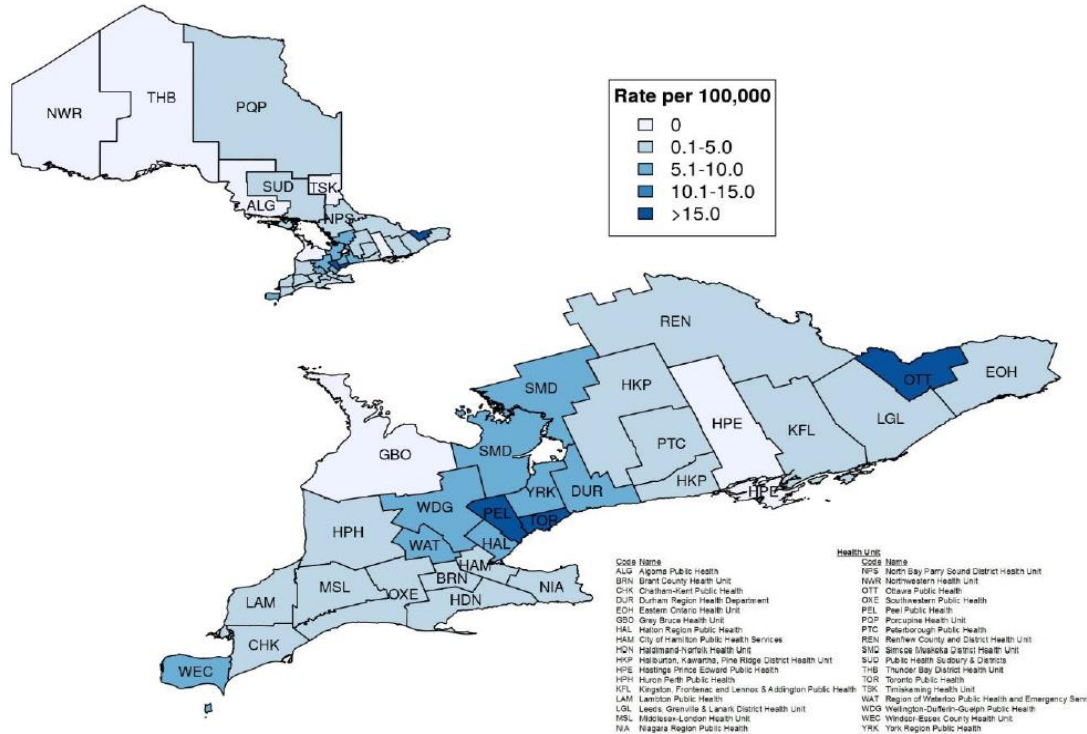 NWR
THB
PQP
SUD
TSK
ALG
NPS
Rate per 100,000
0
0.1-5.0
5.1-10.0
10.1-15.0
>15.0
REN
SMD
HKP
OTT
EOH
HPE
LGL
KFL
PTC
SMD
GBO
HKP
HPE
YRK
DUR
WDG
PEL
TOR
HPH
WAT
HAL
HAM
BRN
NIA
MSL
OXE
HDN
LAM
CHK
WEC
Health Unit
Code Name
ALG Algoma Public Health
BRN Brant County Health Unit
CHK Chatham-Kent Public Health
DUR Durham Region Health Department
EOH Eastern Ontario Health Unit
GBO Grey Bruce Health Unit
HAL Halton Region Public Health
HAM City of Hamilton Public Health Services
HDN Haldimand-Norfolk Health Unit
HKP Haliburton, Kawartha, Pine Ridge District Health Unit
HPE Hastings Prince Edward Public Health
HPH Huron Perth Public Health
KFL Kingston, Frontenac and Lennox & Addington Public Health
LAM Lambton Public Health
LGL Leeds, Grenville & Lanark District Health Unit
MSL Middlesex-London Health Unit
NIA Niagara Region Public Health
Code Name
NPS North Bay Parry Sound District Health Unit
NWR Northwestern Health Unit
OTT Ottawa Public Health
OXE Southwestern Public Health
PEL Peel Public Health
PQP Porcupine Health Unit
PTC Peterborough Public Health
REN Renfrew County and District Health Unit
SMD Simcoe Muskoka District Health Unit
SUD Public Health Sudbury & Districts
THB Thunder Bay District Health Unit
TOR Toronto Public Health
TSK Timiskaming Health Unit
WAT Region of Waterloo Public Health and Emergency Serv
WDG Wellington-Dufferin-Guelph Public Health
WEC Windsor-Essex County Health Unit
YRK York Region Public Health